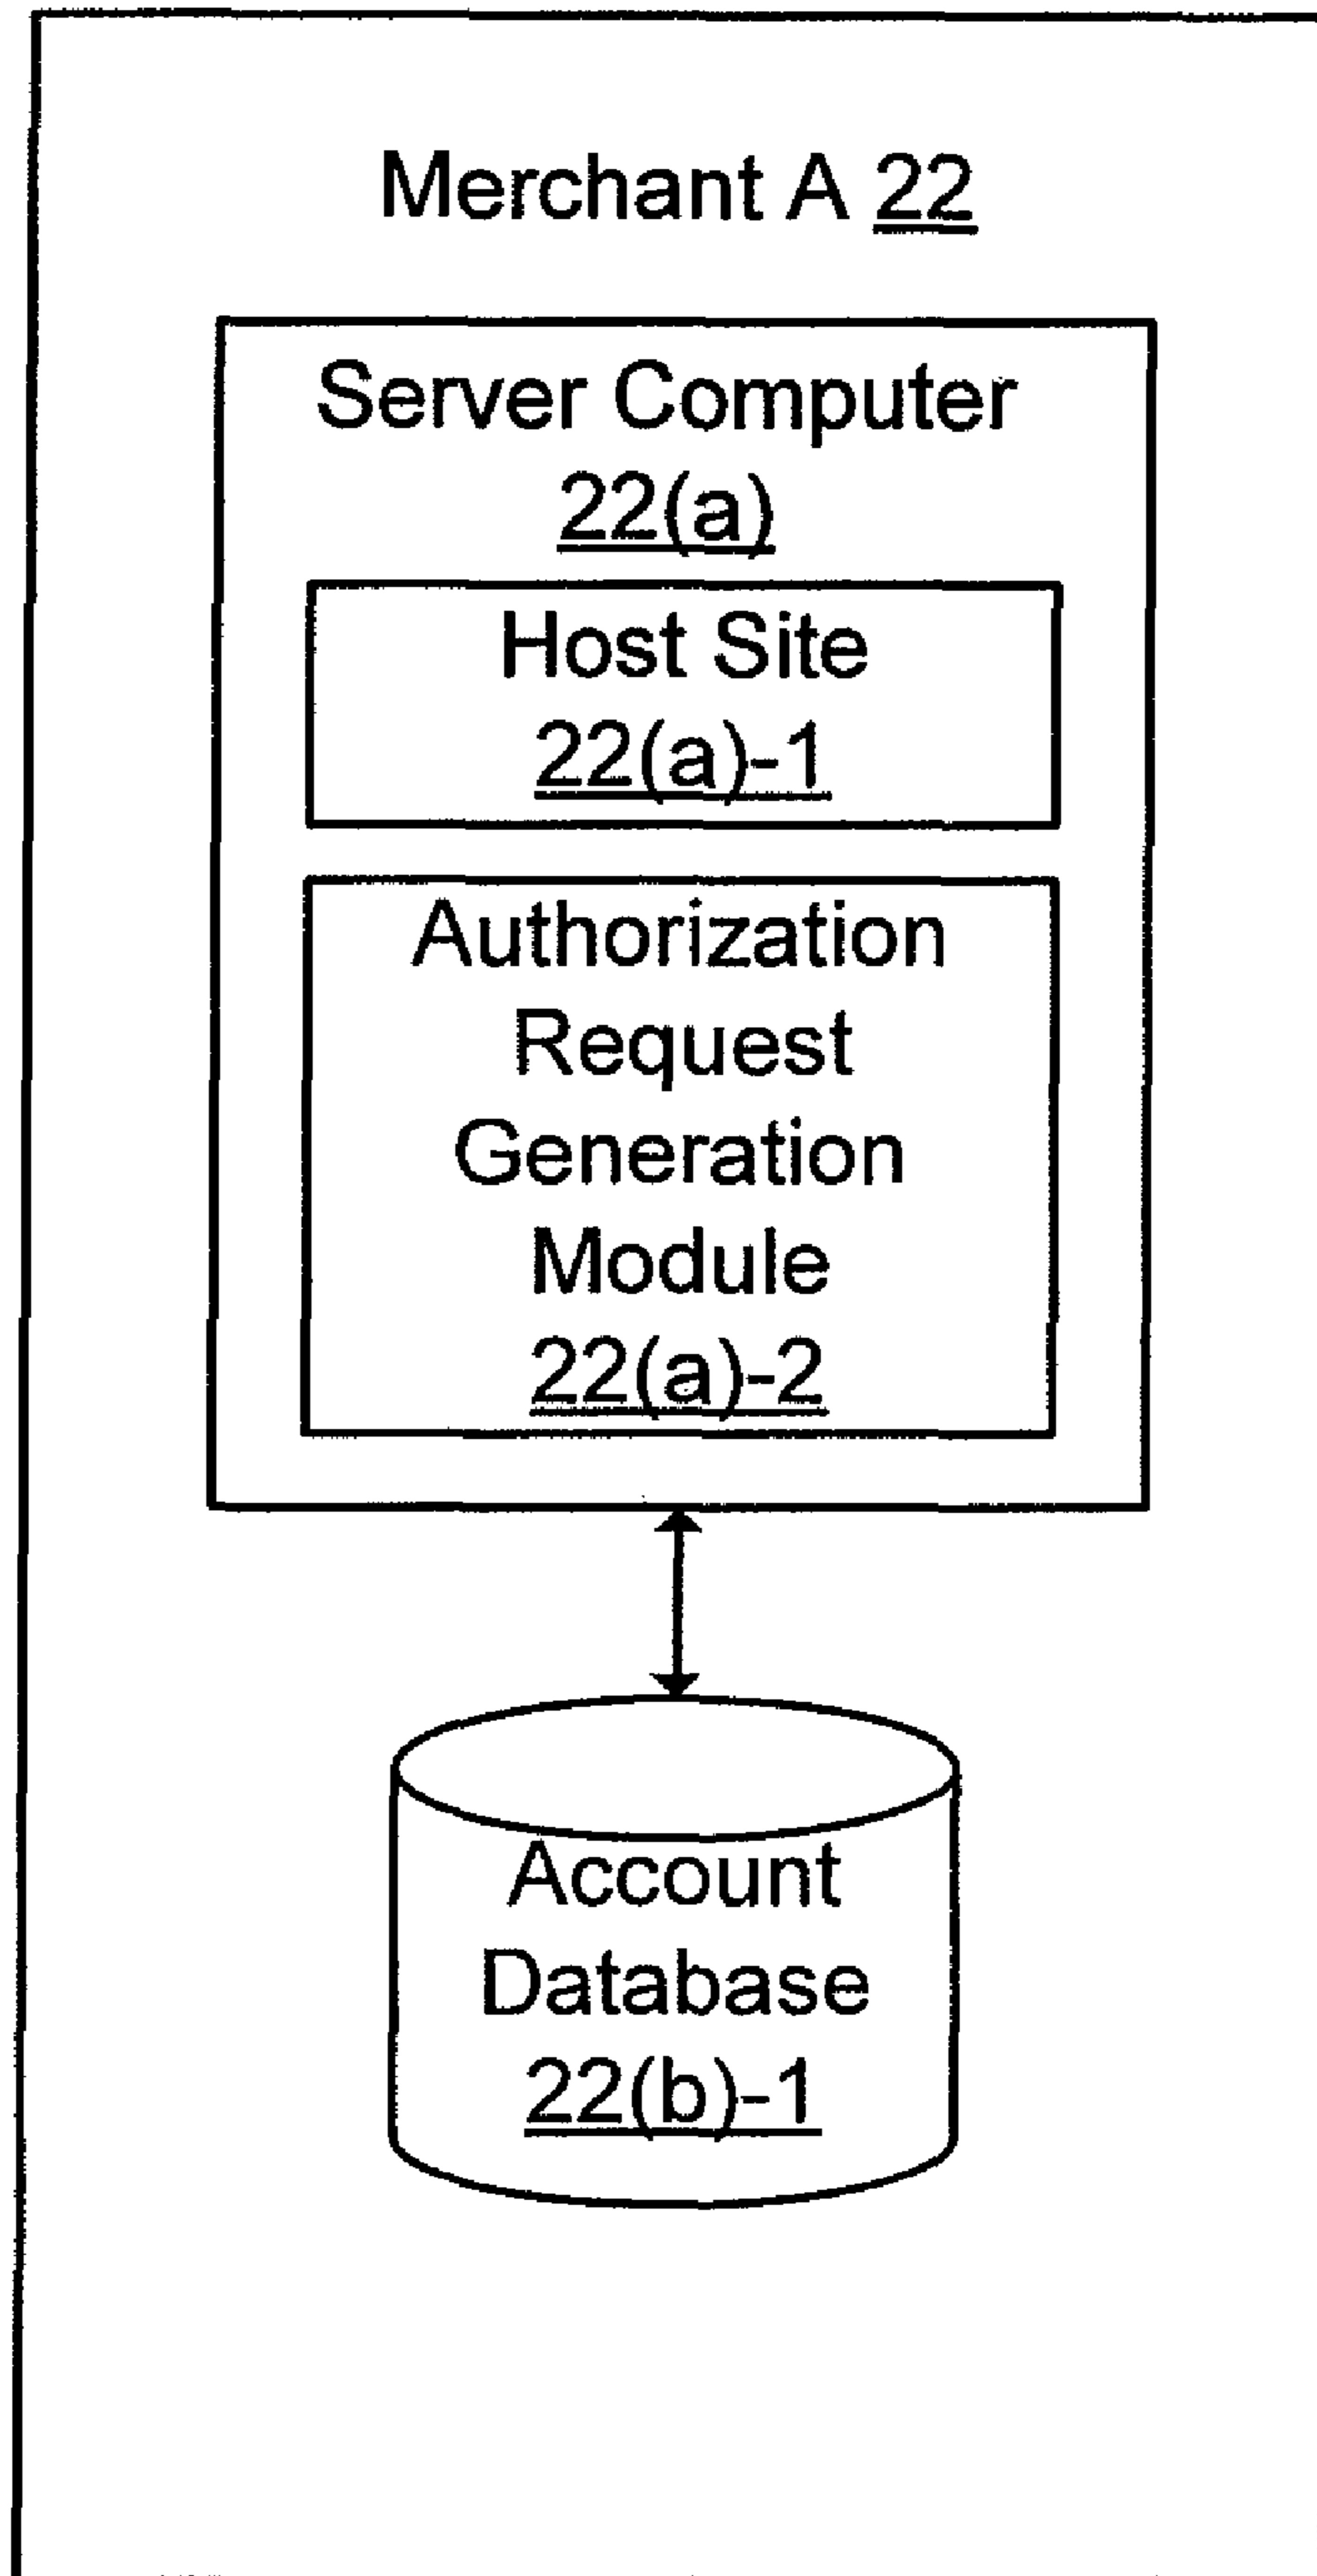 Merchant A 22
Server Computer
22(a)
Host Site
22(a)-1
Authorization
Request
Generation
Module
22(a)-2
Account
Database
22(b)-1